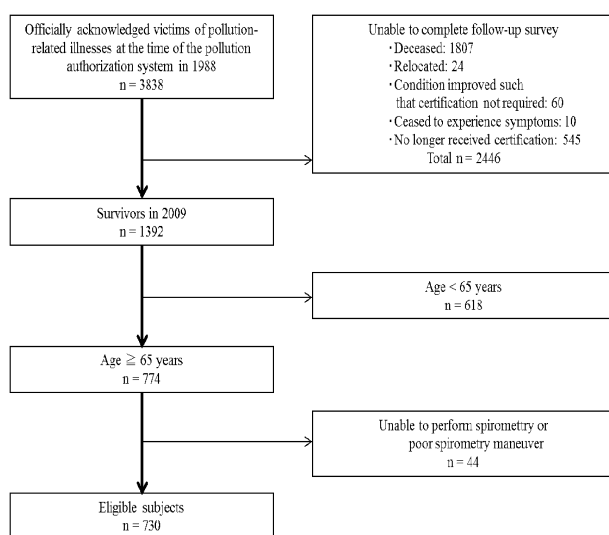 Officially acknowledged victims of pollution-
related illnesses at the time of the pollution
authorization system in 1988
n = 3838
Unable to complete follow-up survey
・Deceased: 1807
・Relocated: 24
・Condition improved such
that certification not required: 60
・Ceased to experience symptoms: 10
・No longer received certification: 545
Total n = 2446
Survivors in 2009
n = 1392
Age < 65 years
n = 618
Age ≧ 65 years
n = 774
Unable to perform spirometry or
poor spirometry maneuver
n = 44
Eligible subjects
n = 730